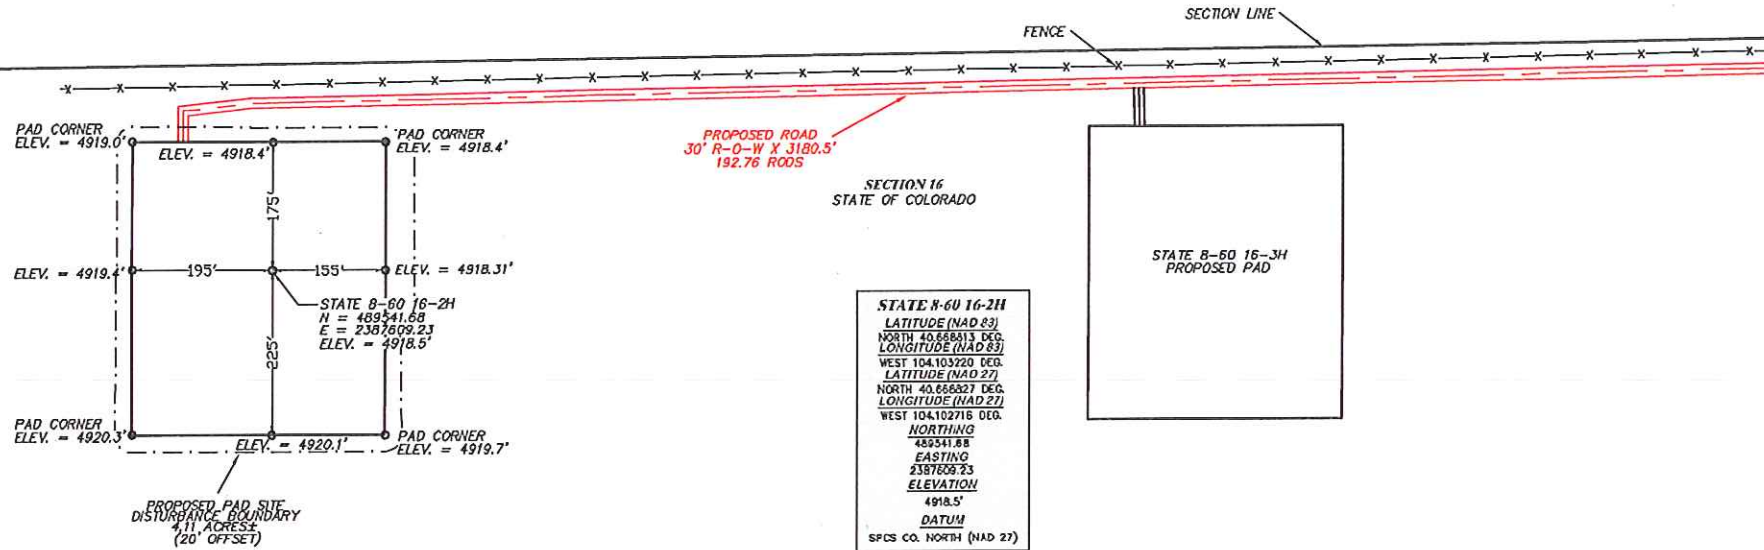 SECTION LINE
FENCE
PAD CORNER
ELEV. = 4919.0'
ELEV. = 4918.4'
PAD CORNER
ELEV. = 4918.4'
PROPOSED ROAD
30' R-O-W X 3180.5'
192.76 RODS
SECTION 16
STATE OF COLORADO
175'
ELEV. = 4919.4'
195'
155'
ELEV. = 4918.31'
STATE 8-60 16-2H
N = 489541.68
E = 2387609.23
ELEV. = 4918.5'
225'
STATE 8-60 16-3H
PROPOSED PAD
PAD CORNER
ELEV. = 4920.3'
ELEV. = 4920.1'
PAD CORNER
ELEV. = 4919.7'
PROPOSED PAD SITE
DISTURBANCE BOUNDARY
4.11 ACRES±
(20' OFFSET)
STATE 8-60 16-2H
LATITUDE (NAD 83)
NORTH 40.668813 DEG.
LONGITUDE (NAD 83)
WEST 104.103220 DEG.
LATITUDE (NAD 27)
NORTH DEG.
LONGITUDE (NAD 27)
WEST 104.102716 DEG.
NORTHING
489541.68
EASTING
2387609.23
ELEVATION
4918.5'
DATUM
SPCS CO. NORTH (NAD 27)